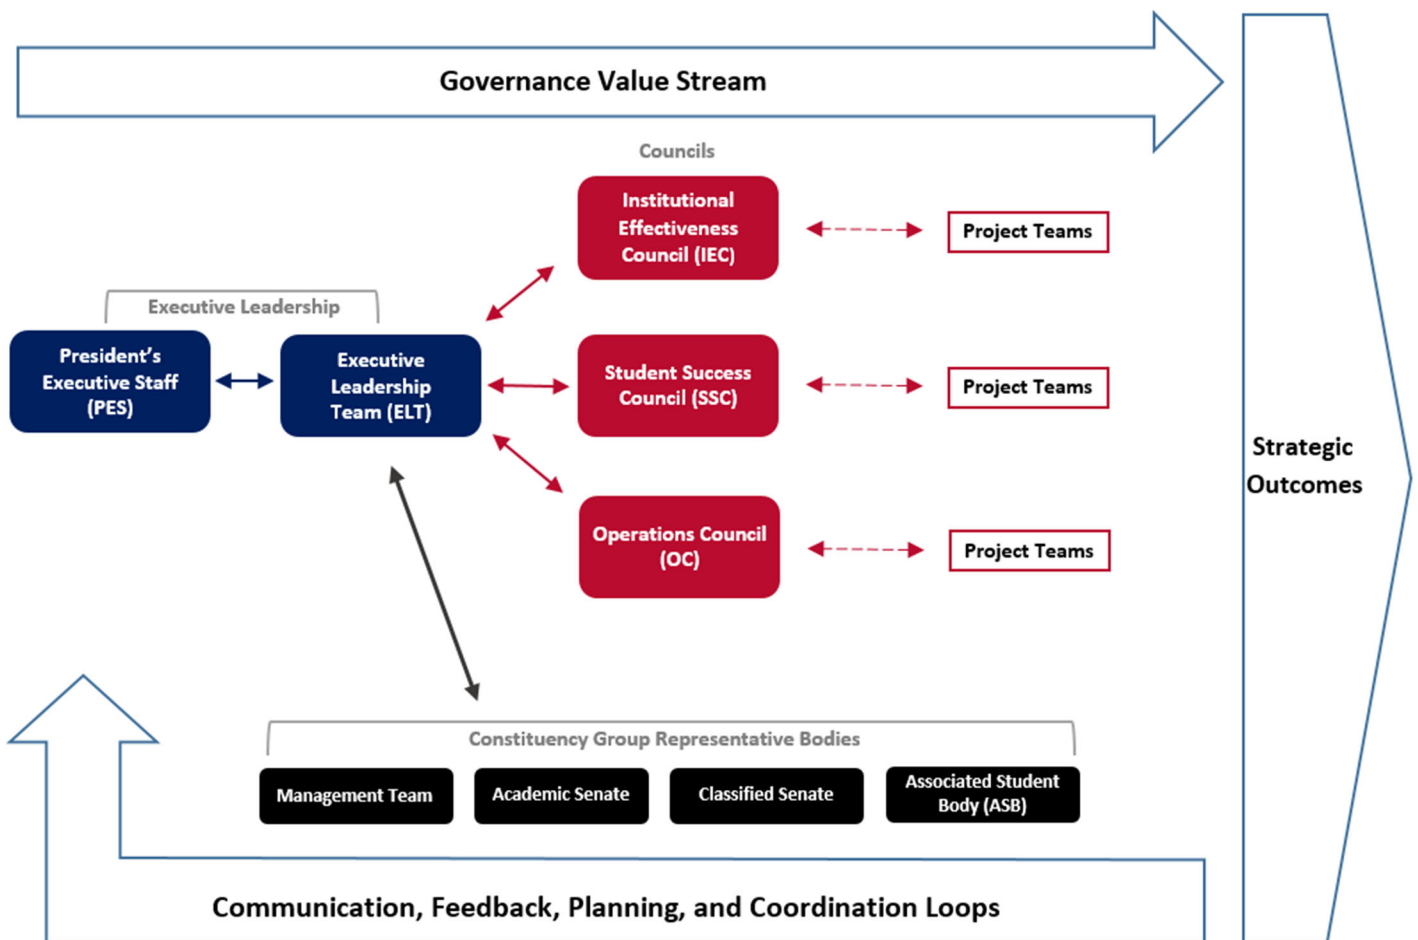 Governance Value Stream
Councils
Institutional
Effectiveness
Council (IEC)
Project Teams
Executive Leadership
President’s
Executive Staff
(PES)
Executive
Leadership
Team (ELT)
Student Success
Council (SSC)
Project Teams
Operations Council
(OC)
Project Teams
Strategic
Outcomes
Constituency Group Representative Bodies
Management Team
Academic Senate
Classified Senate
Associated Student
Body (ASB)
Communication, Feedback, Planning, and Coordination Loops